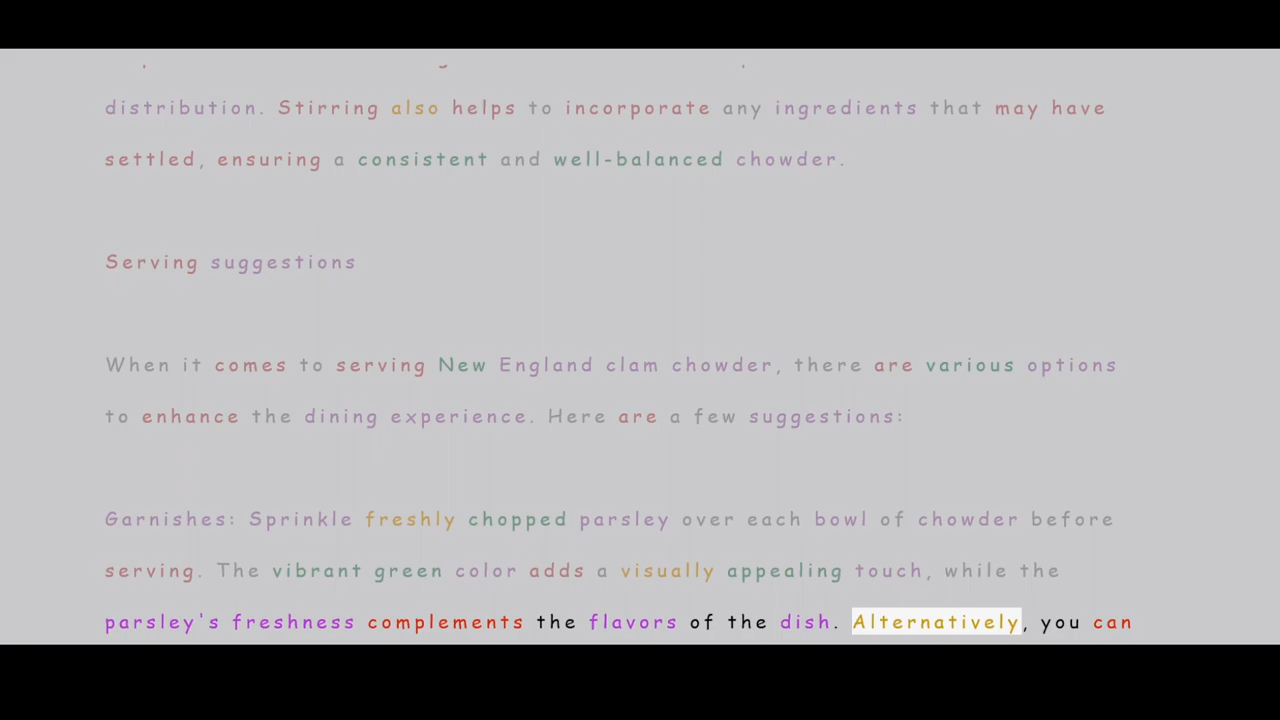 distribution. Stirring also helps to incorporate any ingredients that may have
settled, ensuring a consistent and well-balanced chowder.
Serving suggestions
When it comes to serving New England clam chowder, there are various options
to enhance the dining experience. Here are a few suggestions:
Garnishes: Sprinkle freshly chopped parsley over each bowl of chowder before
serving. The vibrant green color adds a visually appealing touch, while the
parsley's freshness complements the flavors of the dish. Alternatively, you can